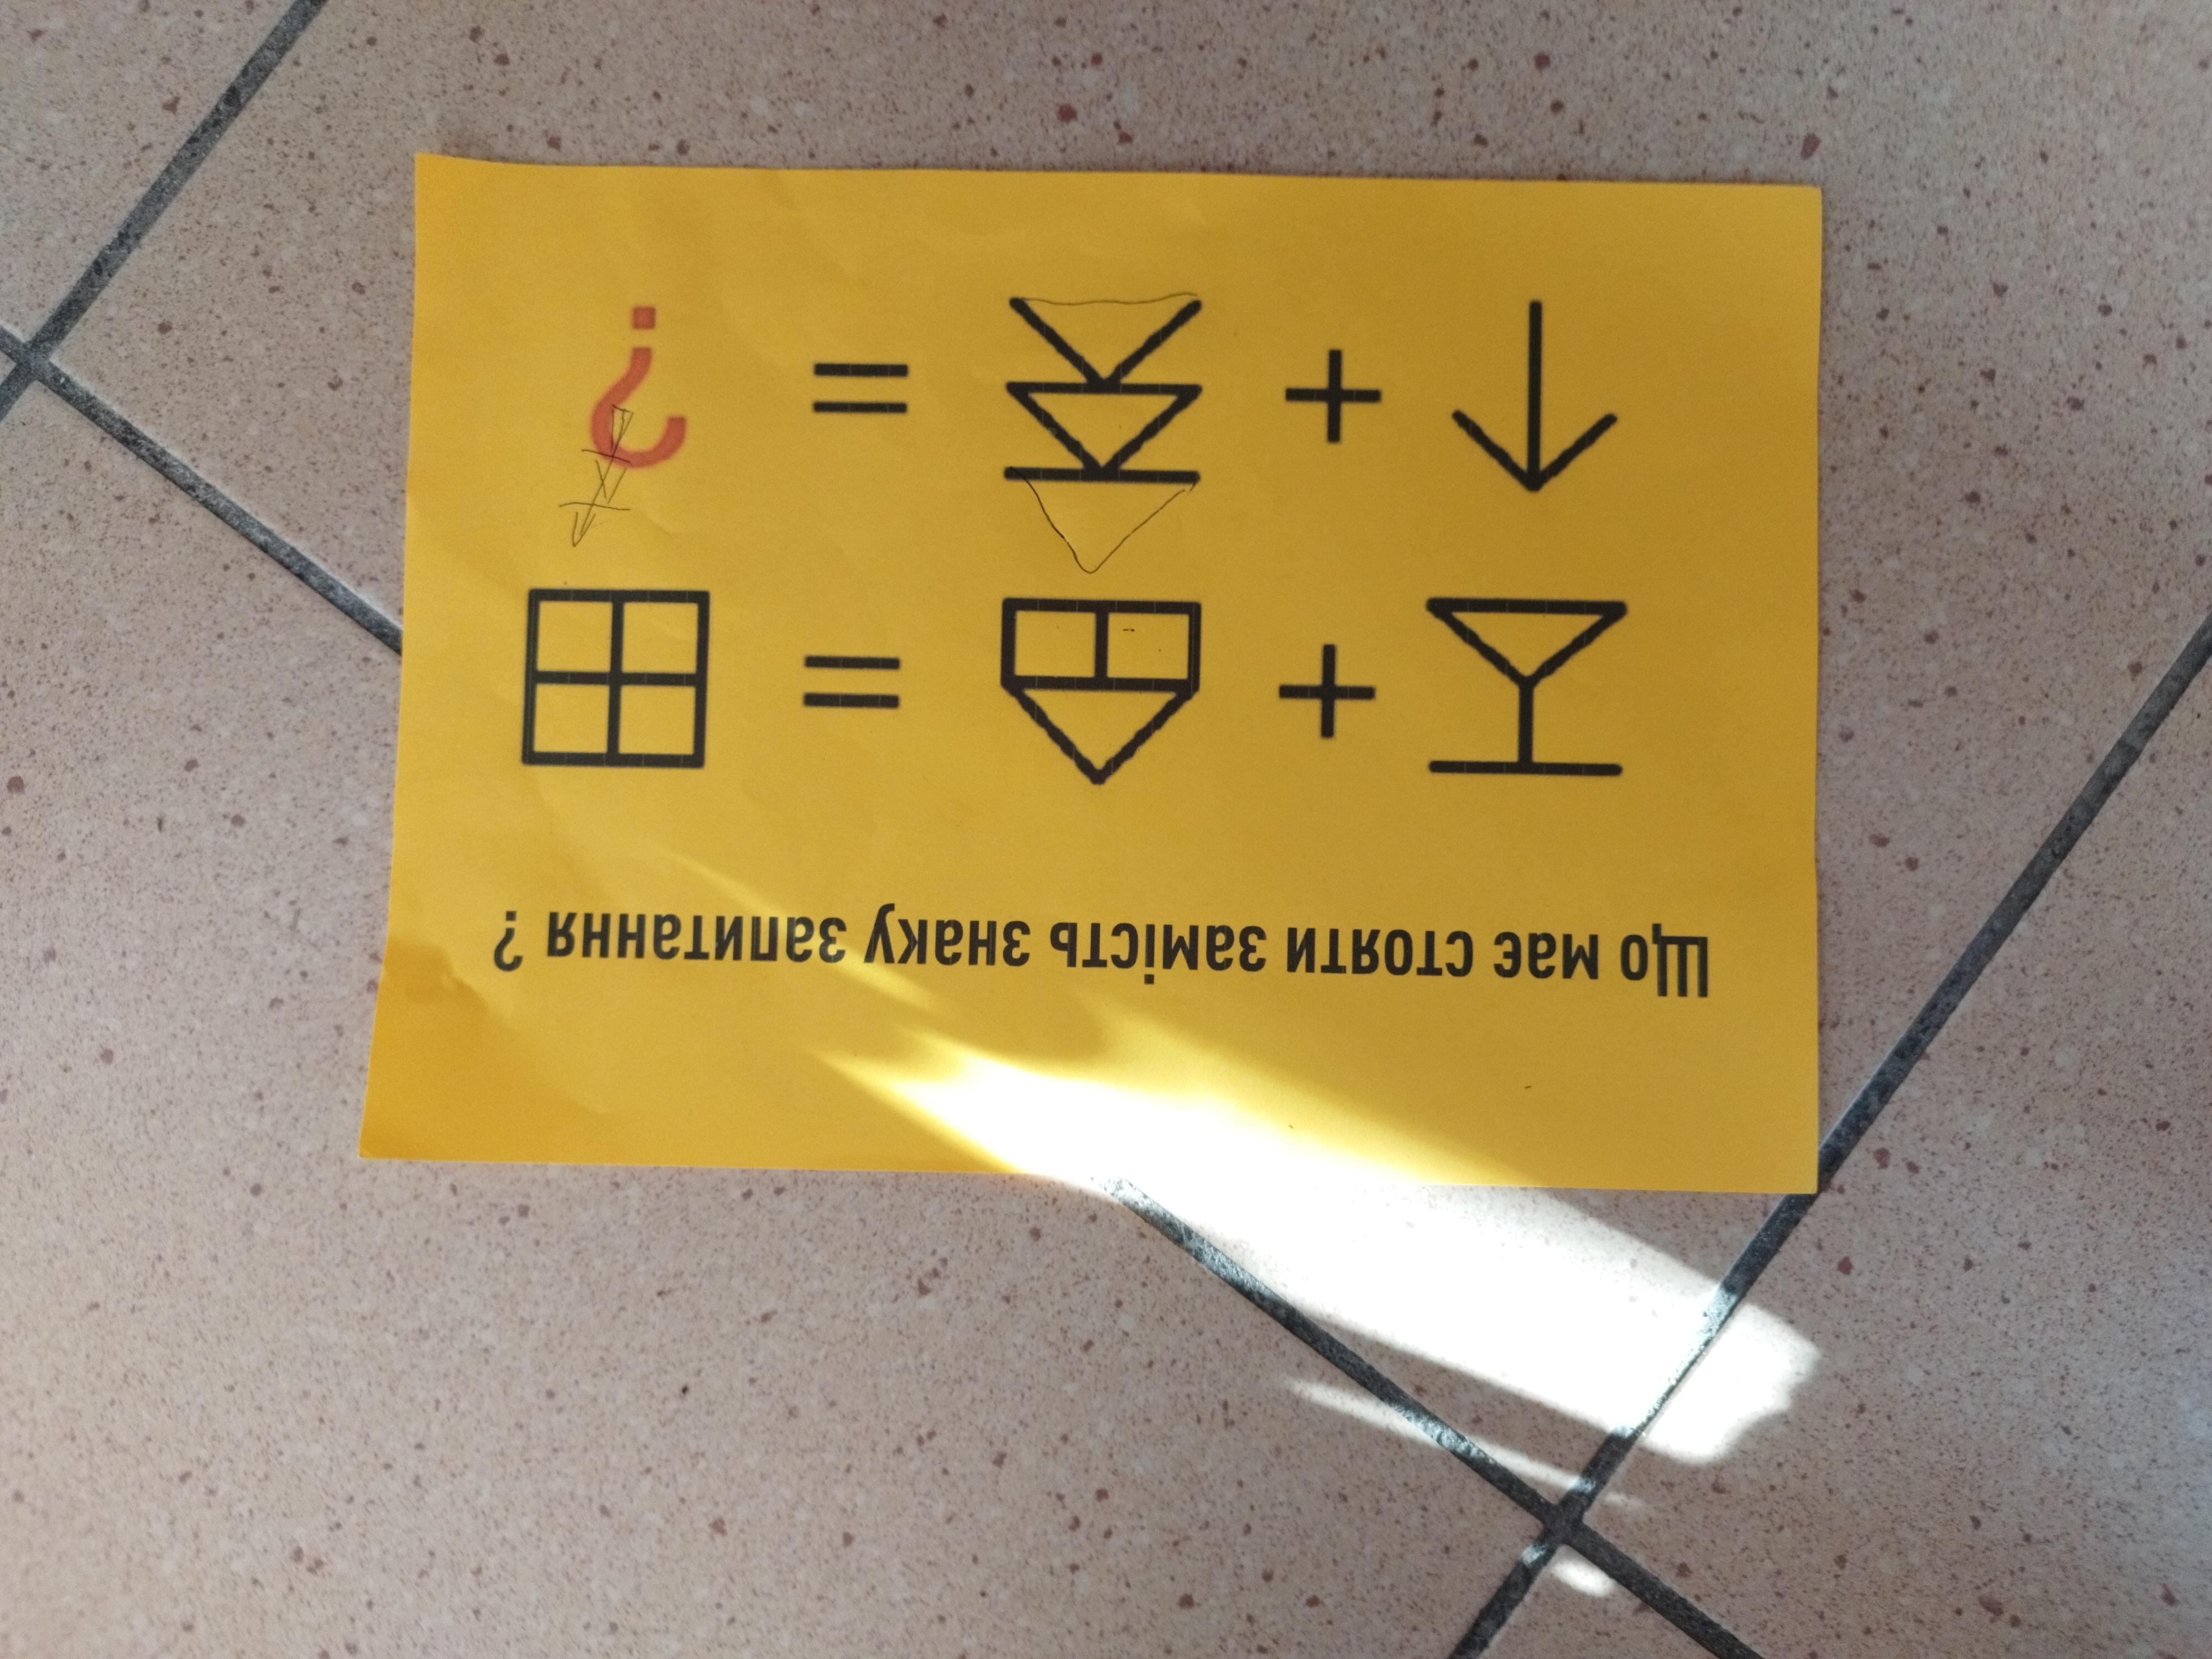 Що має стояти замість знаку запитання ?
+ =
+ = ?